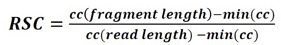 RSC = cc(fragment length)−min(cc) / cc(read length) −min(cc)